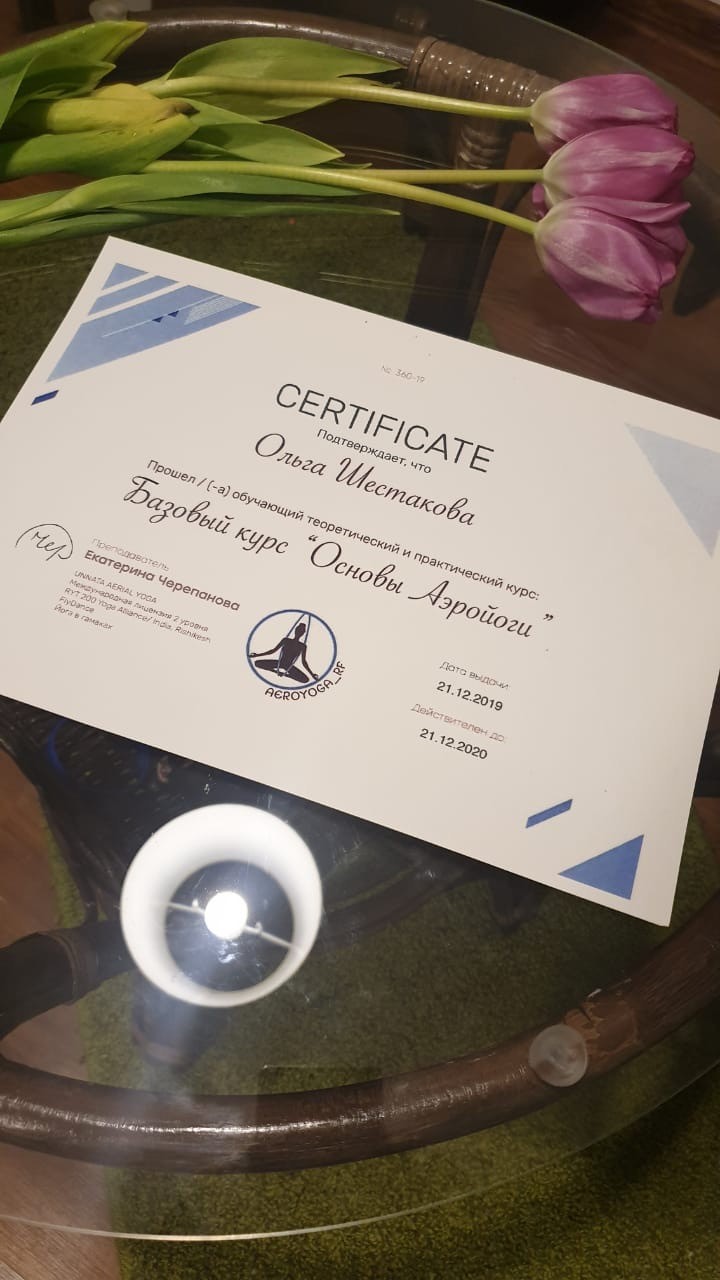 № 360-19
CERTIFICATE
Подтверждает, что
Ольга Шестакова
Прошел / (-а) обучающий теоретический и практический курс:
Базовый курс “Основы Аэройоги”
Преподаватель
Екатерина Черепанова
UNNATA AERIAL YOGA
Международная лицензия 2 уровня
RYT 200 Yoga Alliance/ India, Rishikesh
FlyDance
Йога в гамаках
AEROYOGA_RF
Дата выдачи:
21.12.2019
Действителен до:
21.12.2020